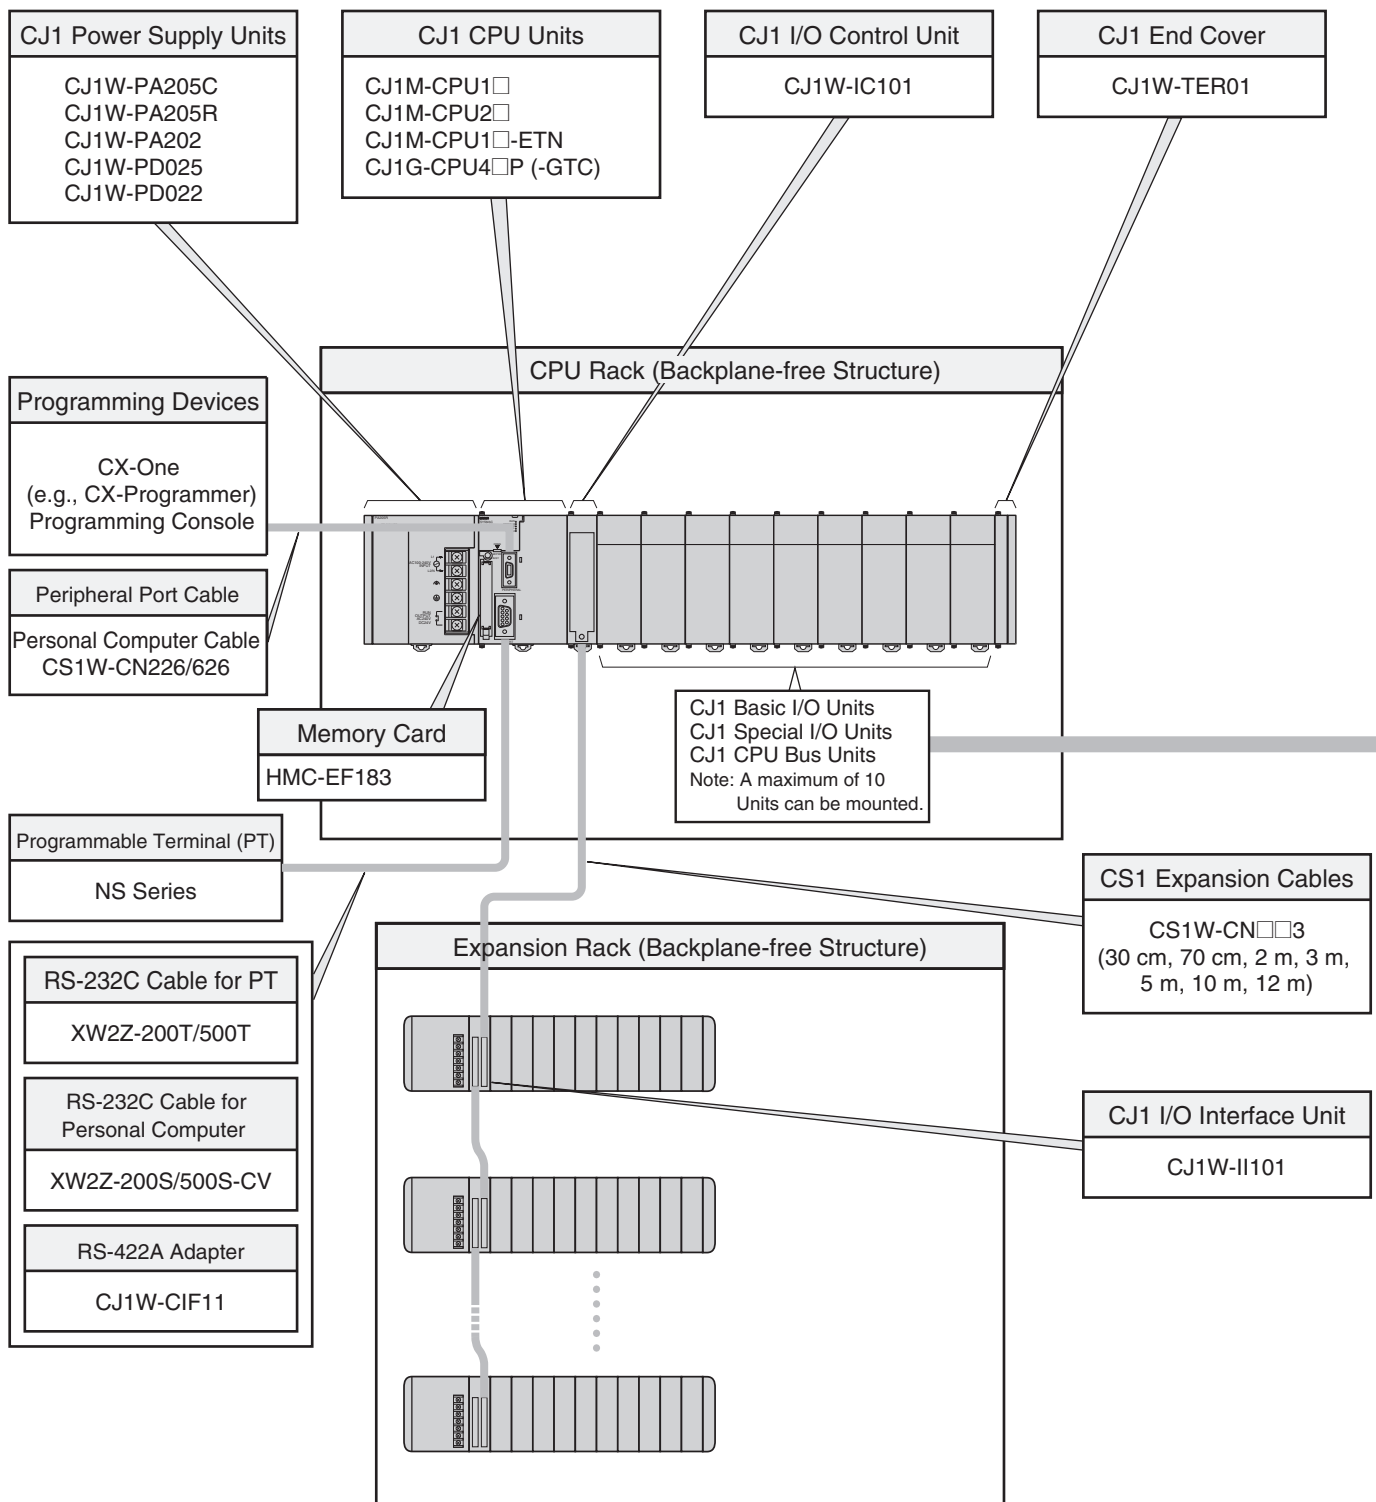 CJ1 Power Supply Units
CJ1W-PA205C
CJ1W-PA205R
CJ1W-PA202
CJ1W-PD025
CJ1W-PD022
CJ1 CPU Units
CJ1M-CPU1□
CJ1M-CPU2□
CJ1M-CPU1□-ETN
CJ1G-CPU4□P (-GTC)
CJ1 I/O Control Unit
CJ1W-IC101
CJ1 End Cover
CJ1W-TER01
CPU Rack (Backplane-free Structure)
Programming Devices
CX-One
(e.g., CX-Programmer)
Programming Console
Peripheral Port Cable
Personal Computer Cable
CS1W-CN226/626
Memory Card
HMC-EF183
CJ1 Basic I/O Units
CJ1 Special I/O Units
CJ1 CPU Bus Units
Note: A maximum of 10
Units can be mounted.
Programmable Terminal (PT)
NS Series
CS1 Expansion Cables
CS1W-CN□□3
(30 cm, 70 cm, 2 m, 3 m,
5 m, 10 m, 12 m)
Expansion Rack (Backplane-free Structure)
RS-232C Cable for PT
XW2Z-200T/500T
RS-232C Cable for
Personal Computer
XW2Z-200S/500S-CV
RS-422A Adapter
CJ1W-CIF11
CJ1 I/O Interface Unit
CJ1W-II101